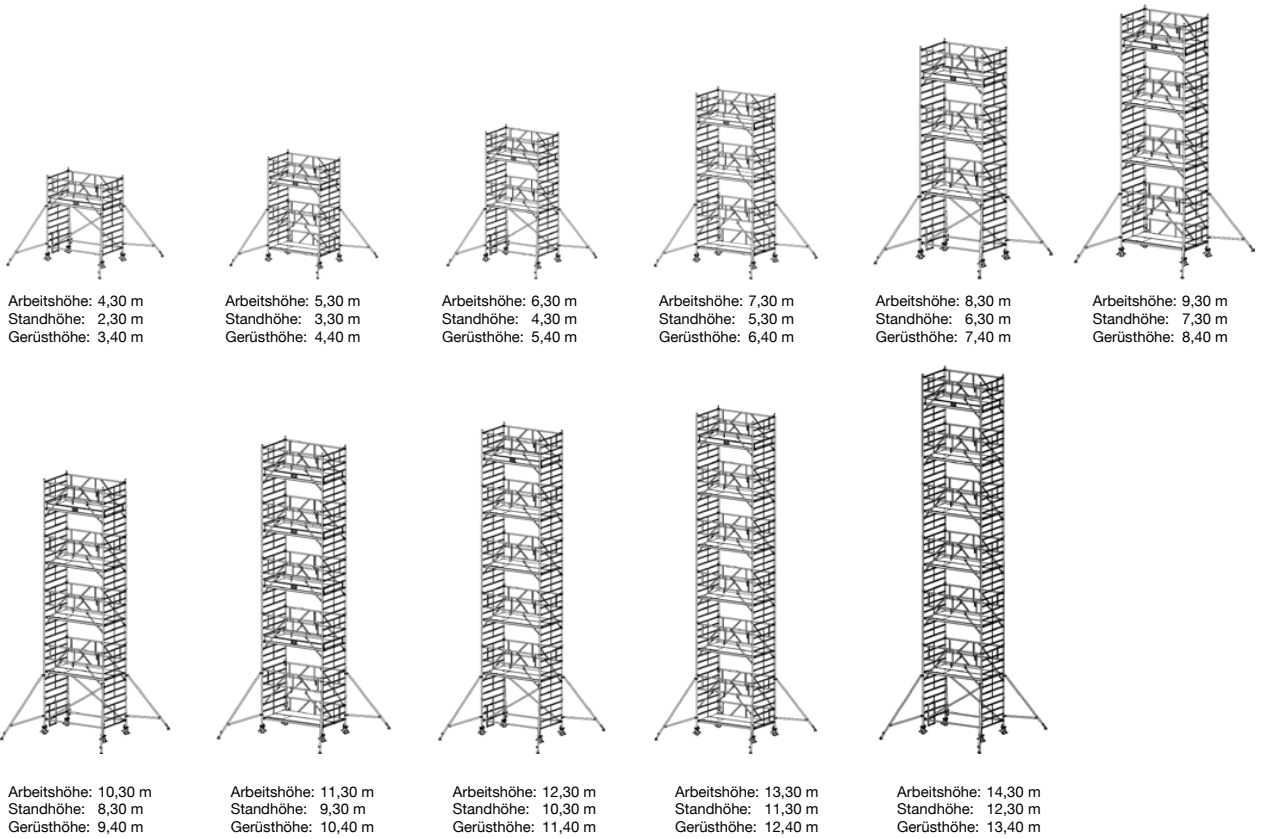 Arbeitshöhe: 4,30 m
Standhöhe: 2,30 m
Gerüsthöhe: 3,40 m
Arbeitshöhe: 5,30 m
Standhöhe: 3,30 m
Gerüsthöhe: 4,40 m
Arbeitshöhe: 6,30 m
Standhöhe: 4,30 m
Gerüsthöhe: 5,40 m
Arbeitshöhe: 7,30 m
Standhöhe: 5,30 m
Gerüsthöhe: 6,40 m
Arbeitshöhe: 8,30 m
Standhöhe: 6,30 m
Gerüsthöhe: 7,40 m
Arbeitshöhe: 9,30 m
Standhöhe: 7,30 m
Gerüsthöhe: 8,40 m
Arbeitshöhe: 10,30 m
Standhöhe: 8,30 m
Gerüsthöhe: 9,40 m
Arbeitshöhe: 11,30 m
Standhöhe: 9,30 m
Gerüsthöhe: 10,40 m
Arbeitshöhe: 12,30 m
Standhöhe: 10,30 m
Gerüsthöhe: 11,40 m
Arbeitshöhe: 13,30 m
Standhöhe: 11,30 m
Gerüsthöhe: 12,40 m
Arbeitshöhe: 14,30 m
Standhöhe: 12,30 m
Gerüsthöhe: 13,40 m